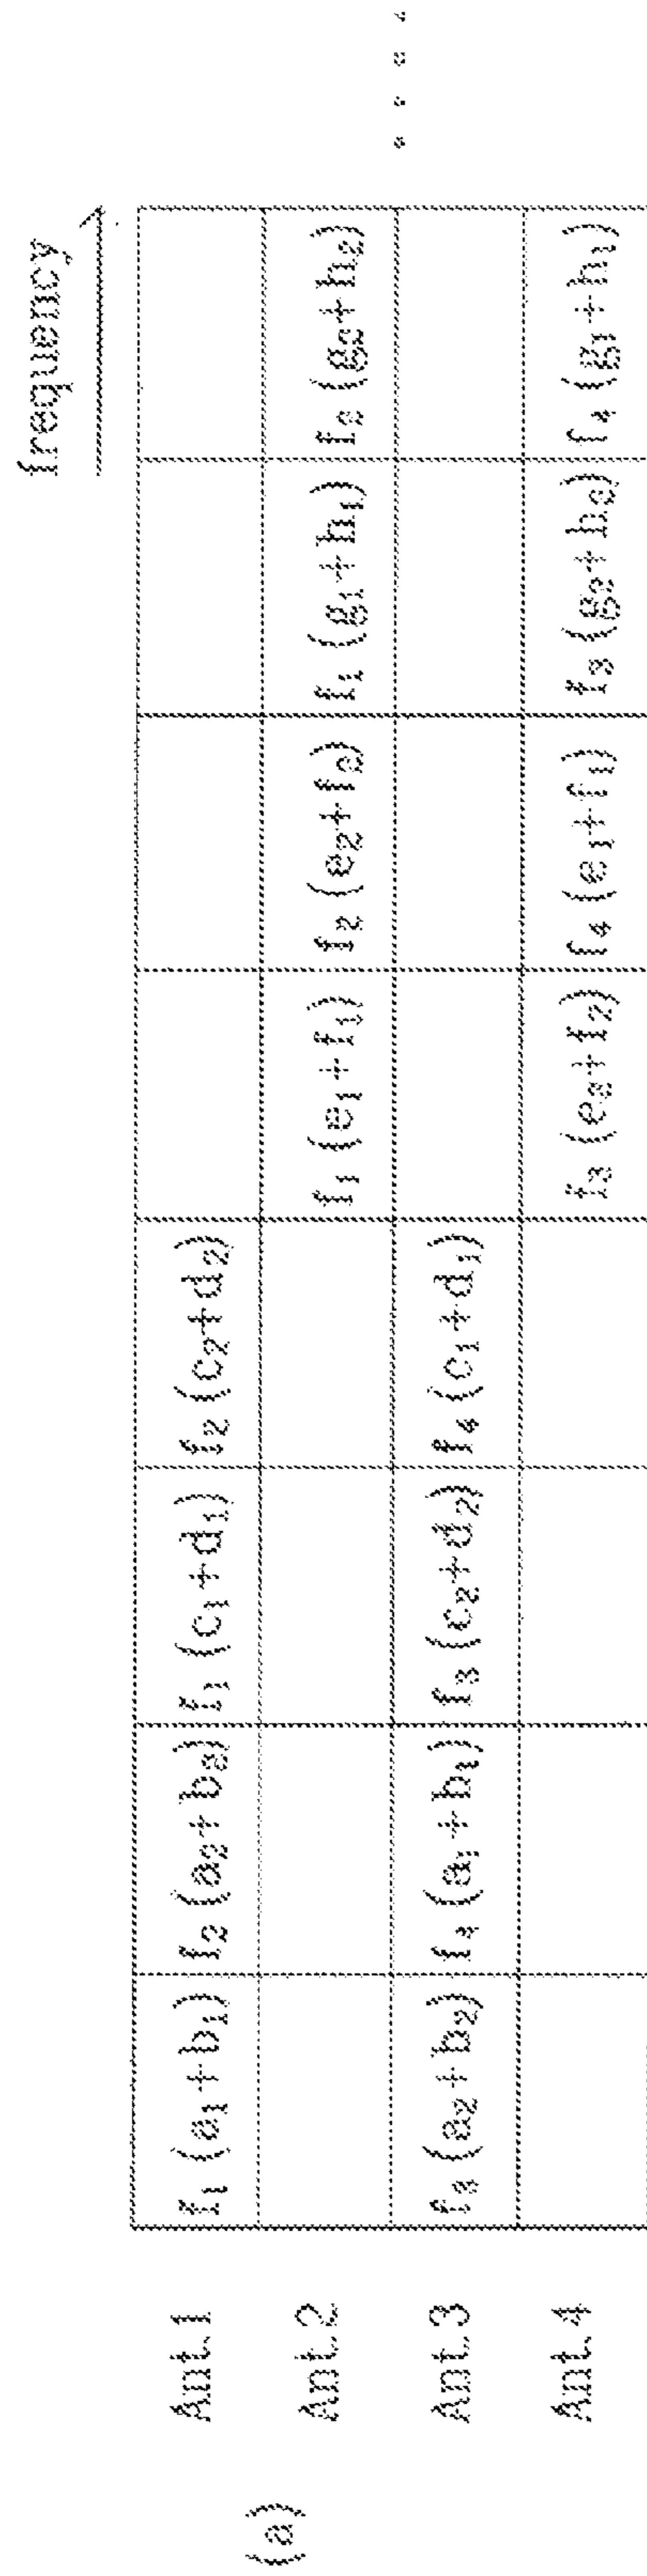 frequency
Ant.1 f₁ (a₁+b₁) f₂ (a₂+b₂) f₁ (c₁+d₁) f₂ (c₂+d₂)
Ant.2 f₁ (e₁+f₁) f₂ (e₂+f₂) f₁ (g₁+h₁) f₂ (g₂+h₂)
(a)
Ant.3 f₃ (a₂+b₂) f₄ (a₁+b₁) f₃ (c₂+d₂) f₄ (c₁+d₁)
Ant.4 f₃ (e₂+f₂) f₄ (e₁+f₁) f₃ (g₂+h₂) f₄ (g₁+h₁)